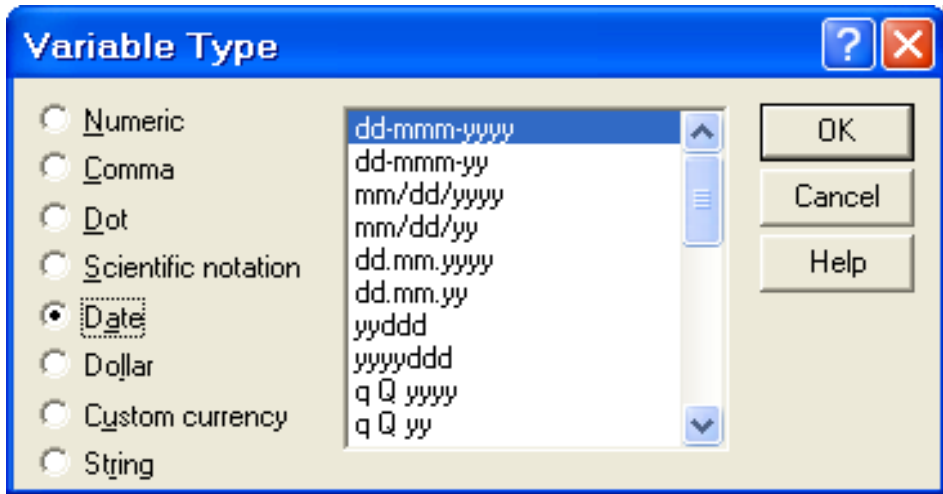 Variable Type
Numeric
Comma
Dot
Scientific notation
Date
Dollar
Custom currency
String
dd-mmm-yyyy
dd-mmm-yy
mm/dd/yyyy
mm/dd/yy
dd.mm.yyyy
dd.mm.yy
yyddd
yyyyddd
q Q yyyy
q Q yy
OK
Cancel
Help